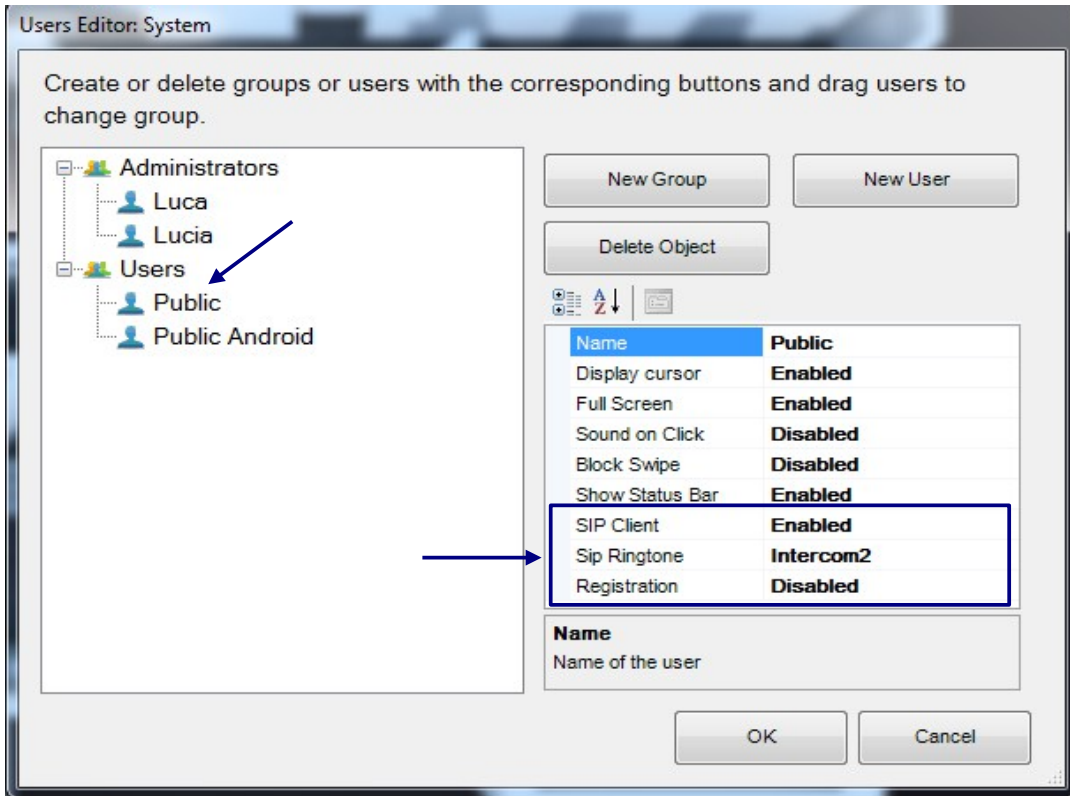 Users Editor: System
Create or delete groups or users with the corresponding buttons and drag users to
change group.
Administrators
Luca
Lucia
Users
Public
Public Android
New Group
New User
Delete Object
A
Z
Name Public
Display cursor Enabled
Full Screen Enabled
Sound on Click Disabled
Block Swipe Disabled
Show Status Bar Enabled
SIP Client Enabled
Sip Ringtone Intercom2
Registration Disabled
Name
Name of the user
OK
Cancel